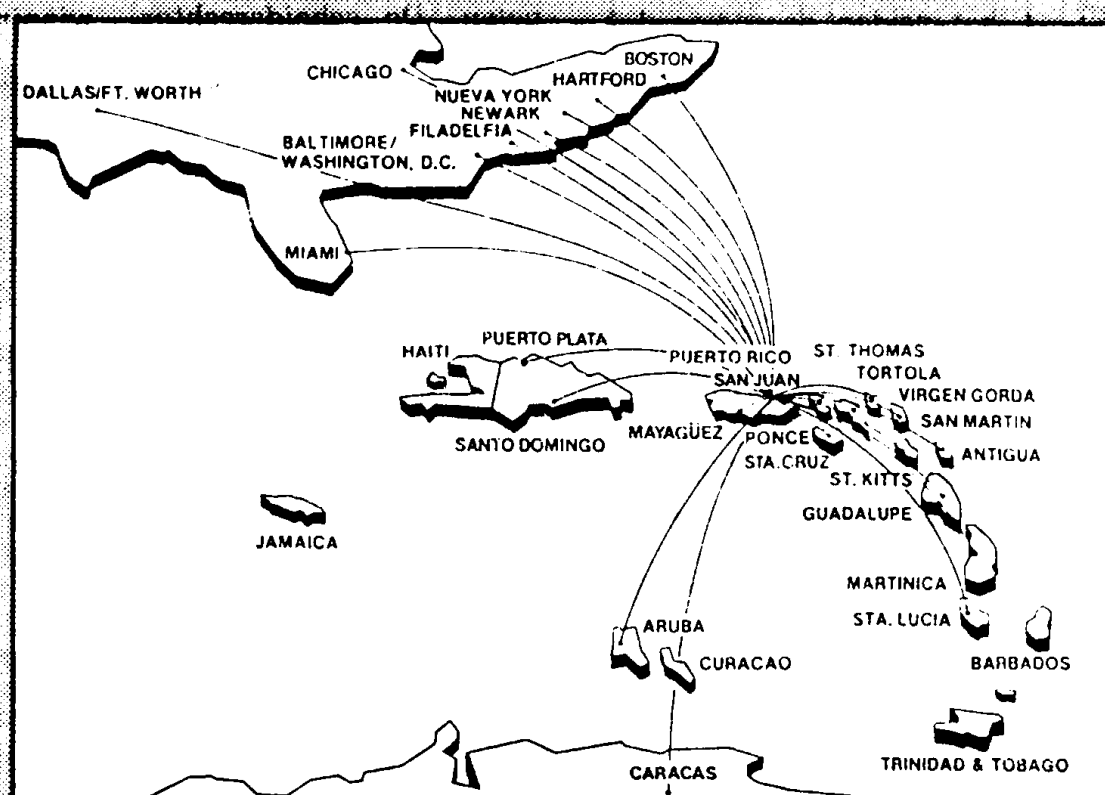 BOSTON
CHICAGO
HARTFORD
DALLAS/FT. WORTH
NUEVA YORK
NEWARK
FILADELFIA
BALTIMORE/
WASHINGTON, D.C.
MIAMI
PUERTO PLATA
HAITI
PUERTO RICO
ST. THOMAS
SAN JUAN
TORTOLA
VIRGEN GORDA
SAN MARTIN
MAYAGÜEZ
PONCE
SANTO DOMINGO
STA. CRUZ
ANTIGUA
ST. KITTS
GUADALUPE
JAMAICA
MARTINICA
STA. LUCIA
ARUBA
CURACAO
BARBADOS
TRINIDAD & TOBAGO
CARACAS